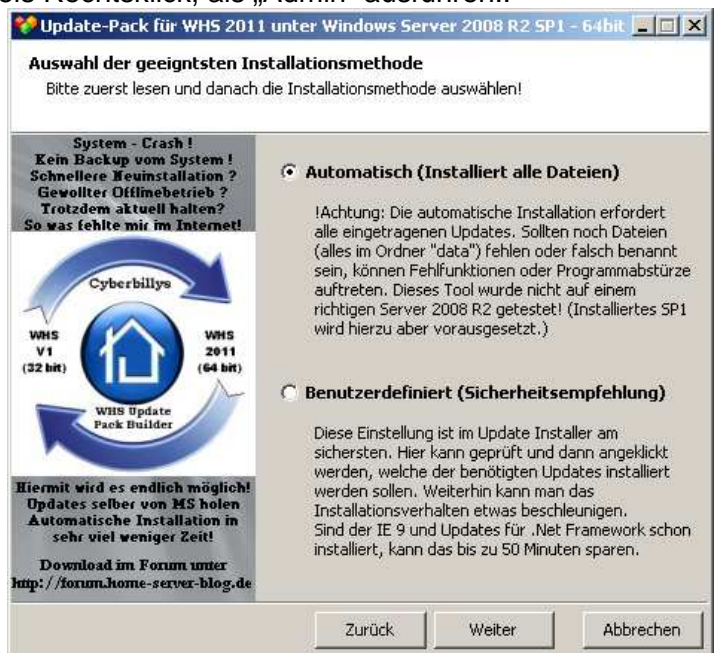 Update-Pack für WHS 2011 unter Windows Server 2008 R2 SP1 - 64bit
Auswahl der geeigntsten Installationsmethode
Bitte zuerst lesen und danach die Installationsmethode auswählen!
System - Crash !
Kein Backup vom System !
Schnellere Neuinstallation ?
Gewollter Offlinebetrieb ?
Trotzdem aktuell halten?
So was fehlte mir im Internet!
Cyberbillys
WHS
V1
(32 bit)
WHS
2011
(64 bit)
WHS Update
Pack Builder
Hiermit wird es endlich möglich!
Updates selber von MS holen
Automatische Installation in
sehr viel weniger Zeit!
Download im Forum unter
http://forum.home-server-blog.de
Automatisch (Installiert alle Dateien)
!Achtung: Die automatische Installation erfordert
alle eingetragenen Updates. Sollten noch Dateien
(alles im Ordner "data") fehlen oder falsch benannt
sein, können Fehlfunktionen oder Programmabstürze
auftreten. Dieses Tool wurde nicht auf einem
richtigen Server 2008 R2 getestet! (Installiertes SP1
wird hierzu aber vorausgesetzt.)
Benutzerdefiniert (Sicherheitsempfehlung)
Diese Einstellung ist im Update Installer am
sichersten. Hier kann geprüft und dann angeklickt
werden, welche der benötigten Updates installiert
werden sollen. Weiterhin kann man das
Installationsverhalten etwas beschleunigen.
Sind der IE 9 und Updates für .Net Framework schon
installiert, kann das bis zu 50 Minuten sparen.
Zurück
Weiter
Abbrechen